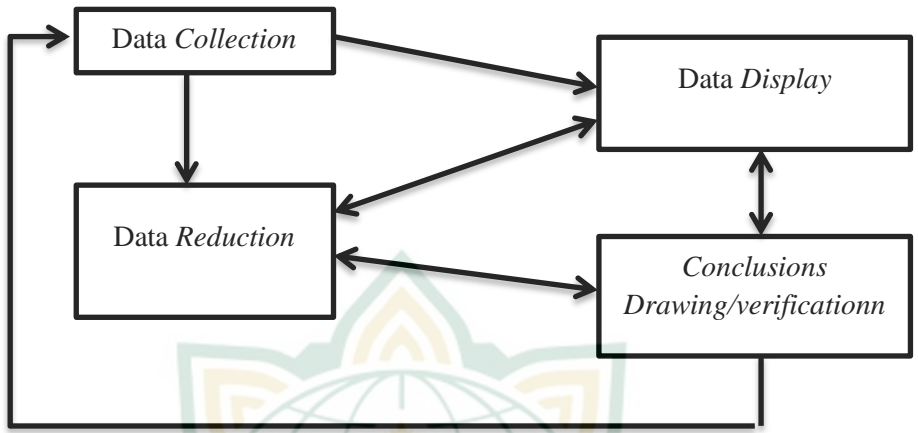 Data Collection
Data Display
Data Reduction
Conclusions
Drawing/verificationn